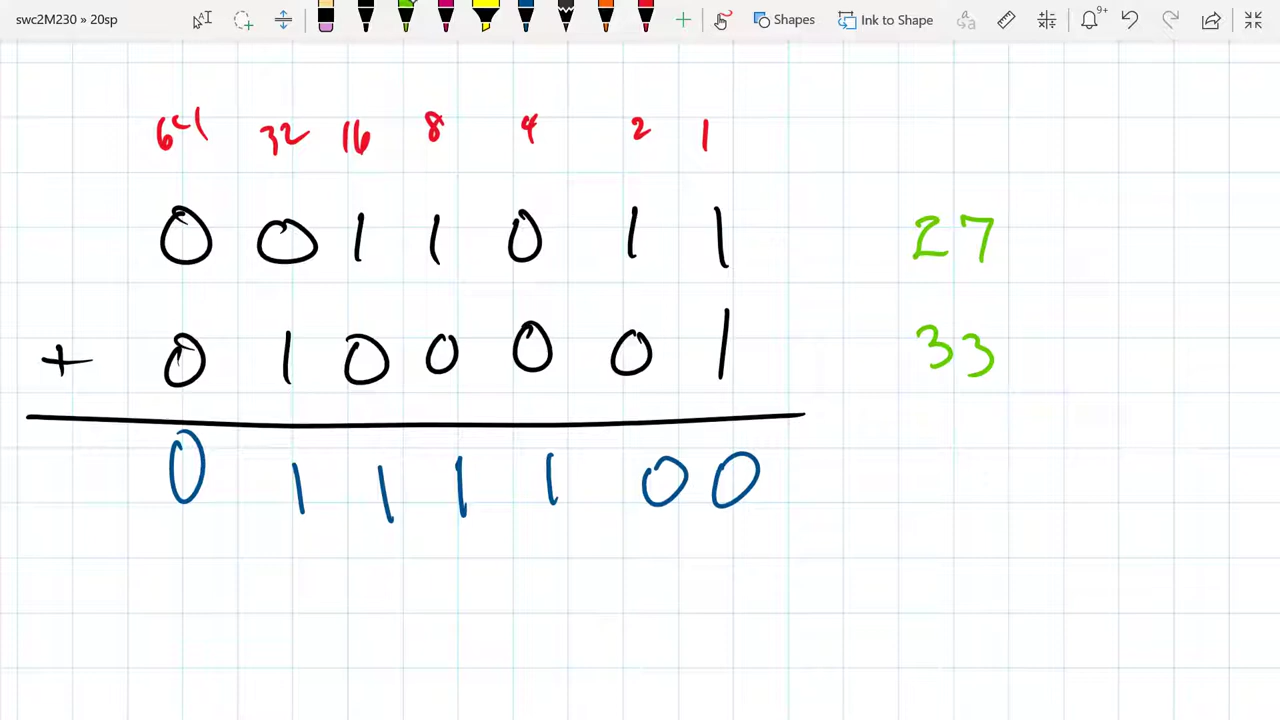 swc2M230 » 20sp
Shapes Ink to Shape 9+
64 32 16 8 4 2 1
0 0 1 1 0 1 1 27
+ 0 1 0 0 0 0 1 33
0 1 1 1 1 0 0